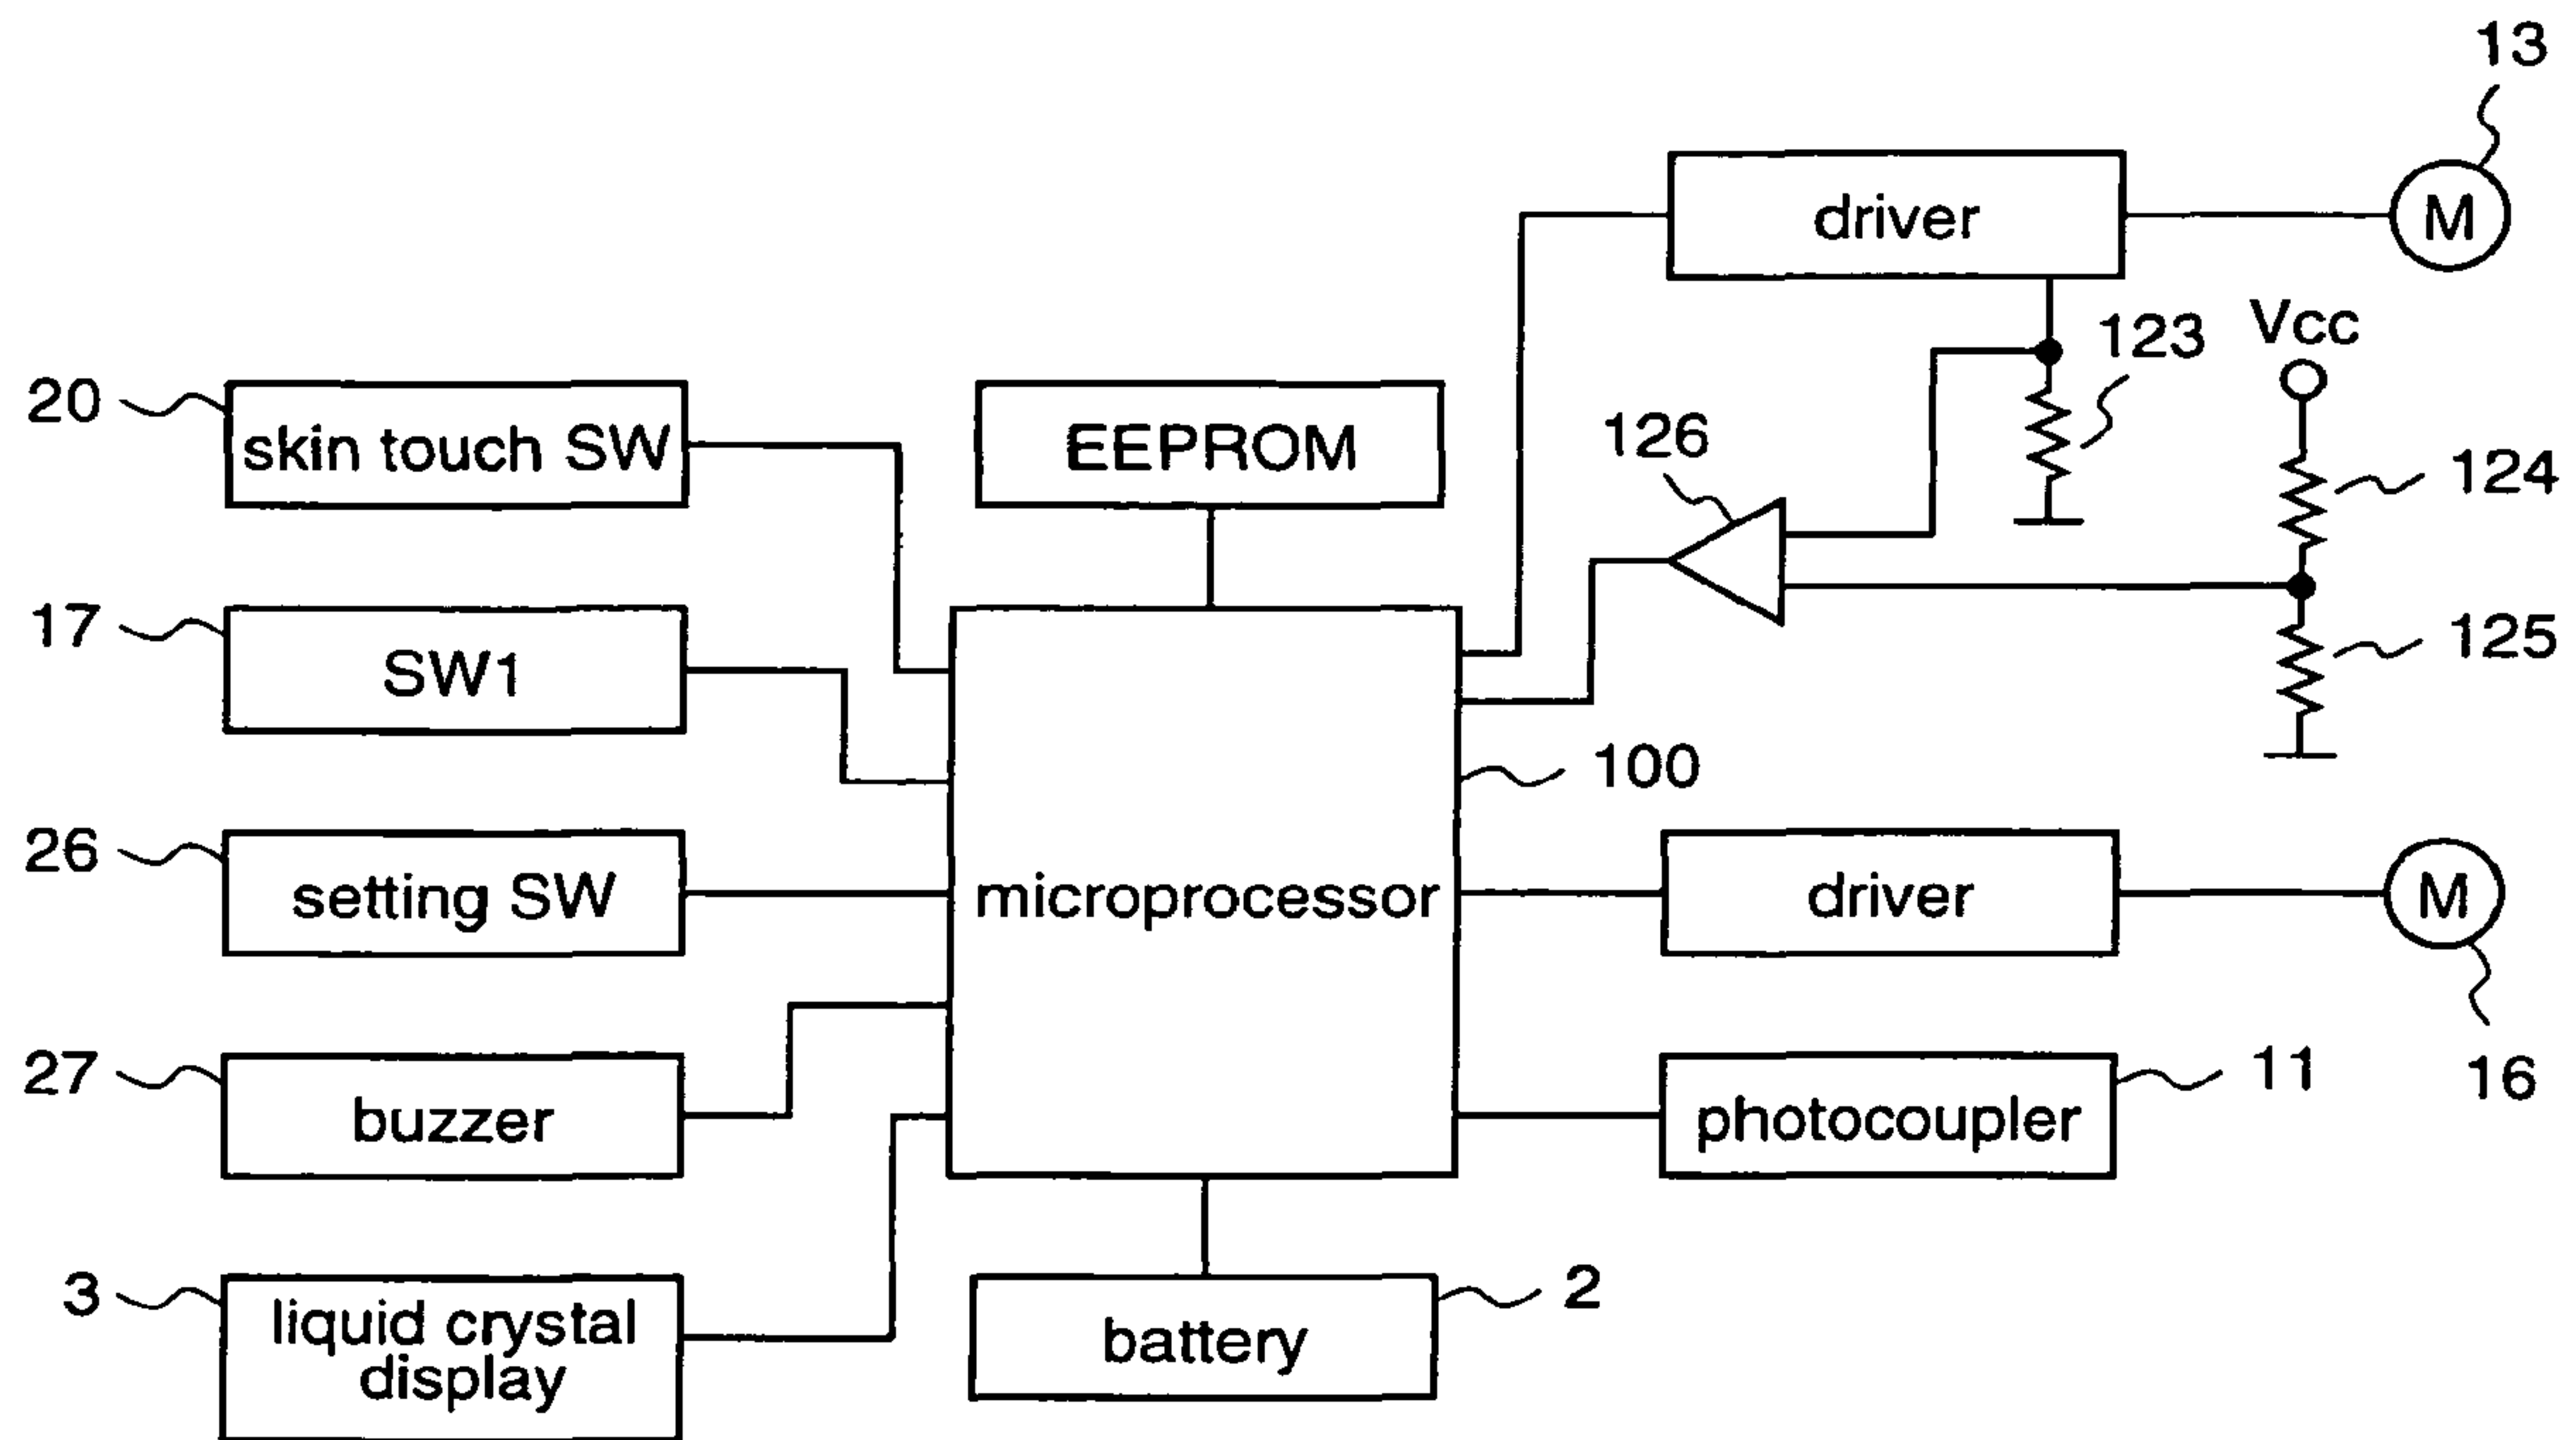 13
driver
M
123
Vcc
20
skin touch SW
EEPROM
126
124
17
SW1
125
100
26
setting SW
microprocessor
driver
M
27
buzzer
photocoupler
11
16
3
liquid crystal
display
battery
2